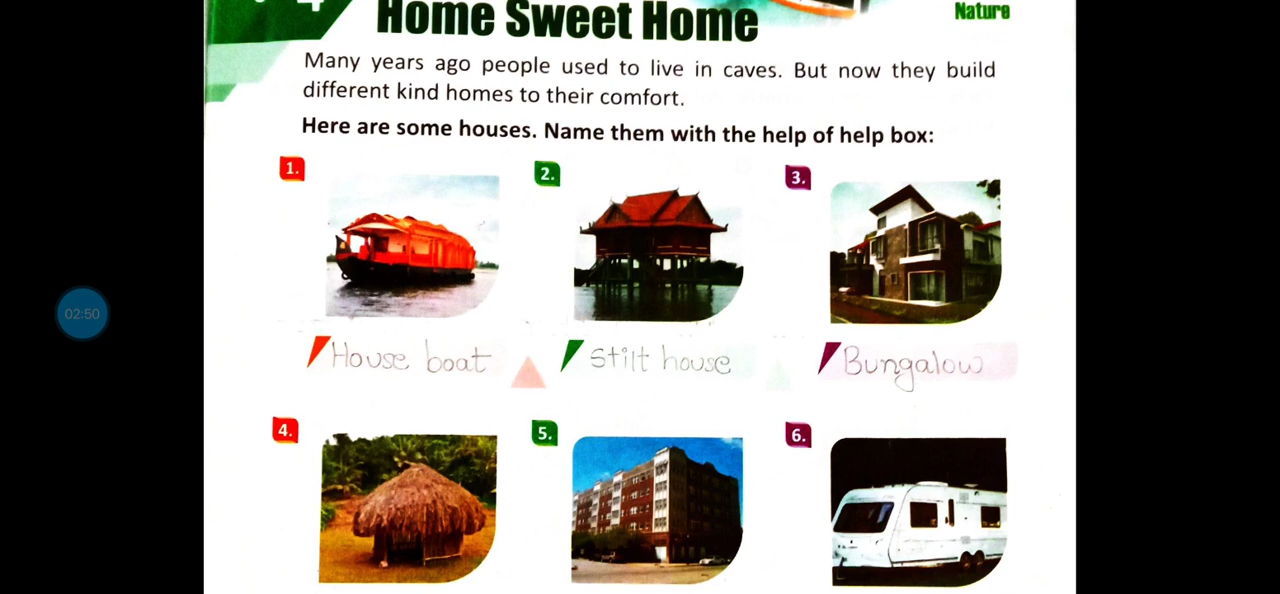 Home Sweet Home
Nature
Many years ago people used to live in caves. But now they build
different kind homes to their comfort.
Here are some houses. Name them with the help of help box:
1.
2.
3.
House boat
Stilt house
Bungalow
4.
5.
6.
02:50